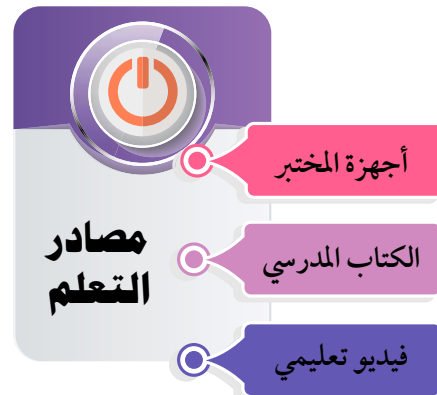 مصادر
التعلم
أجهزة المختبر
الكتاب المدرسي
فيديو تعليمي